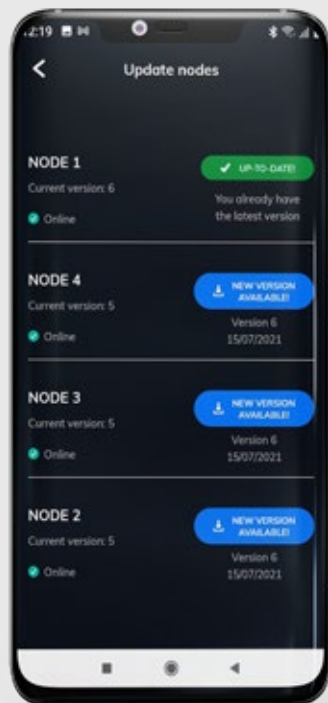 2:19
Update nodes
NODE 1
UP-TO-DATE!
Current version: 6
You already have
the latest version
Online
NODE 4
NEW VERSION
AVAILABLE!
Current version: 5
Version 6
15/07/2021
Online
NODE 3
NEW VERSION
AVAILABLE!
Current version: 5
Version 6
15/07/2021
Online
NODE 2
NEW VERSION
AVAILABLE!
Current version: 5
Version 6
15/07/2021
Online